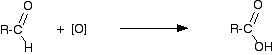 O O
R-C + [O] R-C
H OH